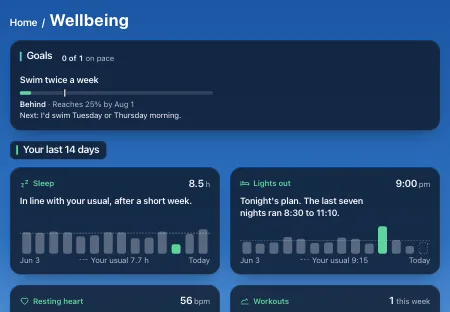 Home / Wellbeing
Goals 0 of 1 on pace
Swim twice a week
Behind · Reaches 25% by Aug 1
Next: I'd swim Tuesday or Thursday morning.
Your last 14 days
Sleep 8.5 h
In line with your usual, after a short week.
Jun 3 Your usual 7.7 h Today
Lights out 9:00 pm
Tonight's plan. The last seven
nights ran 8:30 to 11:10.
Jun 3 Your usual 9:15 Today
Resting heart 56 bpm
Workouts 1 this week